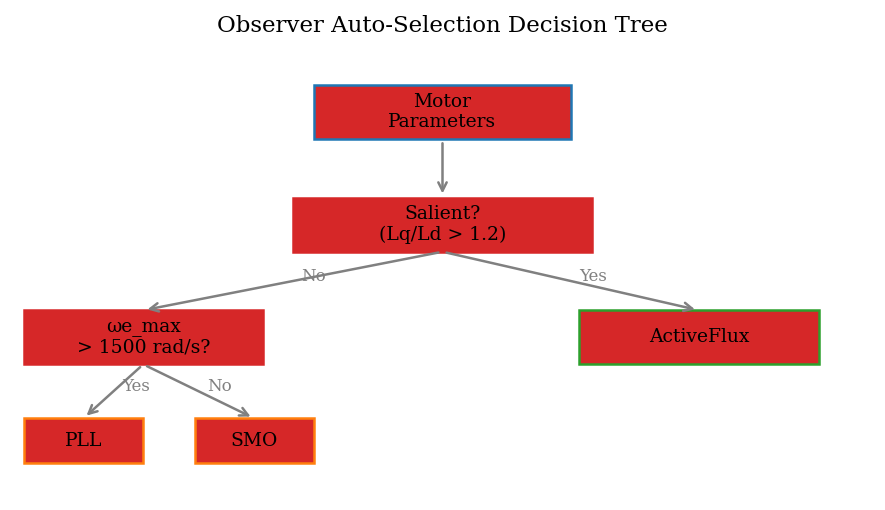 Observer Auto-Selection Decision Tree
Motor
Parameters
Salient?
(Lq/Ld > 1.2)
No
Yes
ωe_max
> 1500 rad/s?
ActiveFlux
Yes
No
PLL
SMO